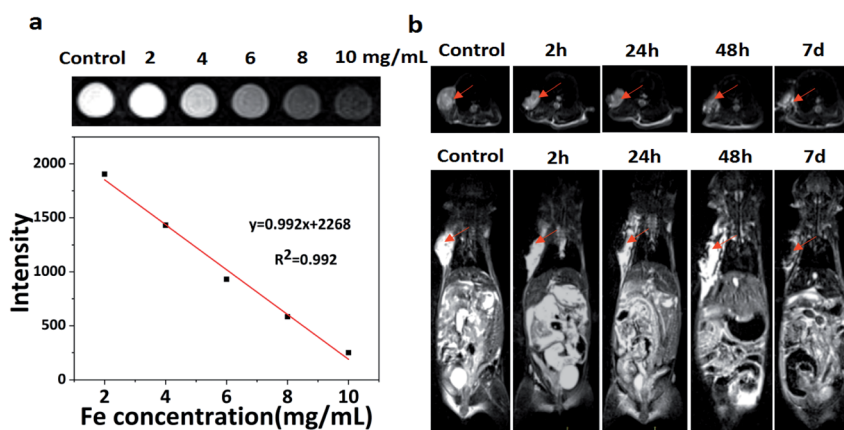 a
Control 2 4 6 8 10 mg/mL
2000
1500
1000
500
0
Intensity
y=0.992x+2268
R²=0.992
2 4 6 8 10
Fe concentration(mg/mL)
b
Control 2h 24h 48h 7d
Control 2h 24h 48h 7d